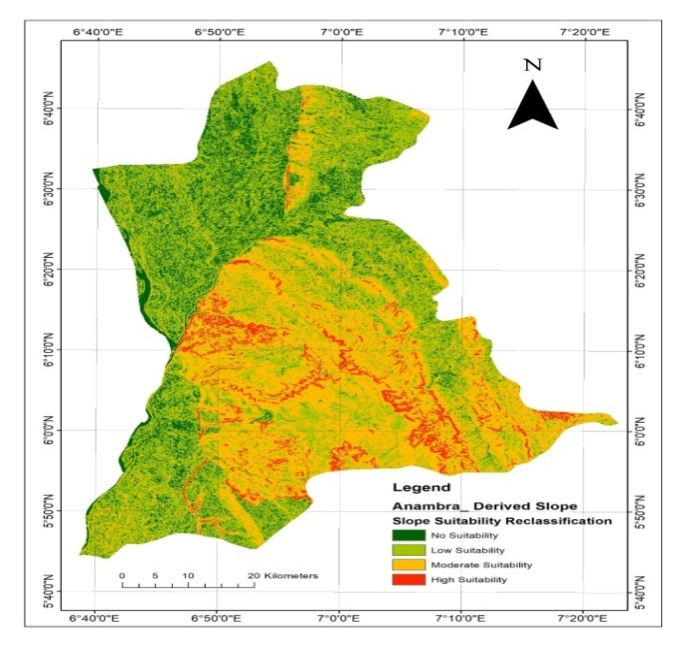 6°40'0"E 6°50'0"E 7°0'0"E 7°10'0"E 7°20'0"E
N
6°40'0"N 6°40'0"N
6°30'0"N 6°30'0"N
6°20'0"N 6°20'0"N
6°10'0"N 6°10'0"N
6°0'0"N 6°0'0"N
Legend
Anambra_ Derived Slope
5°50'0"N 5°50'0"N
Slope Suitability Reclassification
No Suitability
Low Suitability
Moderate Suitability
High Suitability
0 5 10 20 Kilometers
5°40'0"N 5°40'0"N
6°40'0"E 6°50'0"E 7°0'0"E 7°10'0"E 7°20'0"E